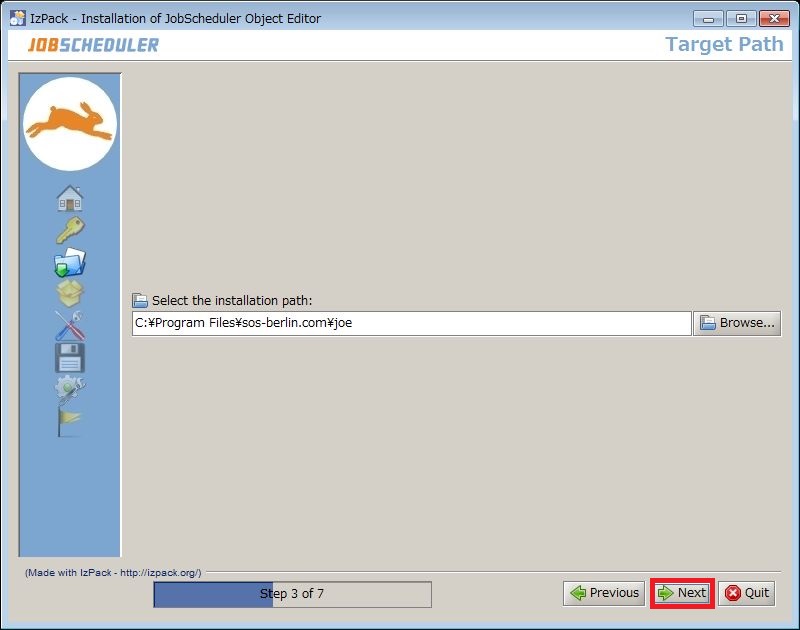 IzPack - Installation of JobScheduler Object Editor
JOBSCHEDULER
Target Path
Select the installation path:
C:¥Program Files¥sos-berlin.com¥joe
Browse...
(Made with IzPack - http://izpack.org/)
Step 3 of 7
Previous
Next
Quit